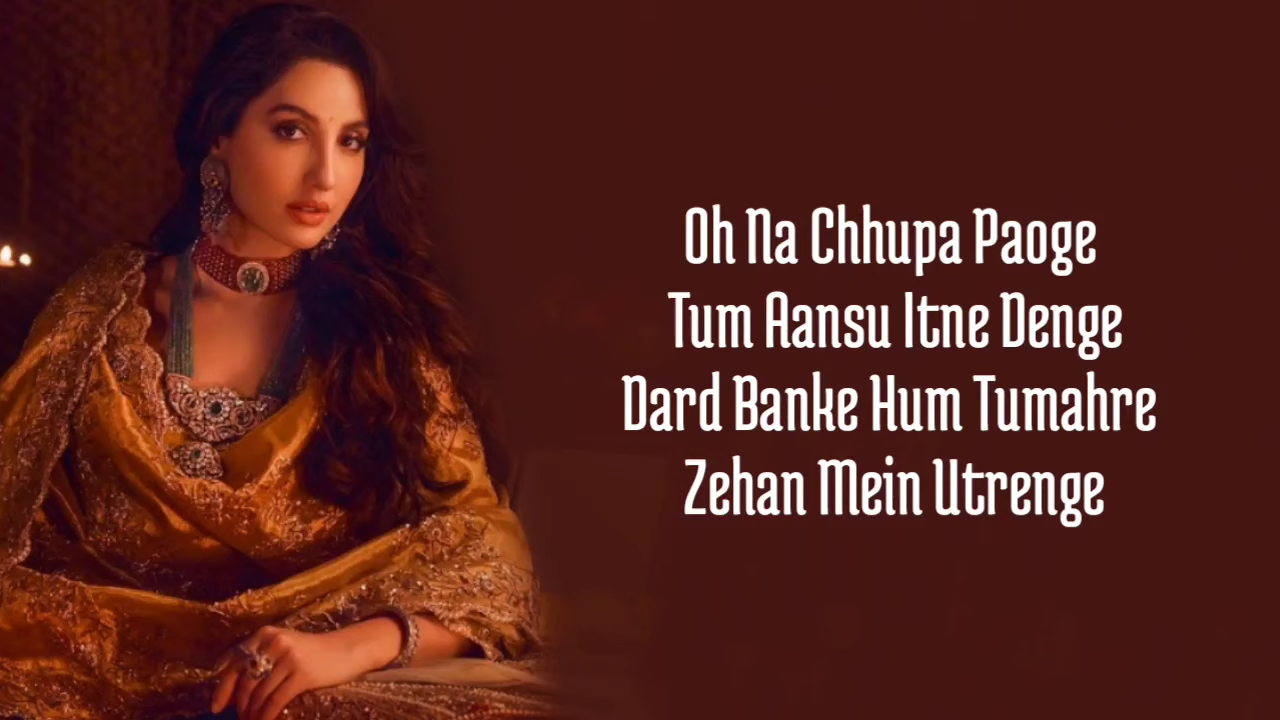 Oh Na Chhupa Paoge
Tum Aansu Itne Denge
Dard Banke Hum Tumahre
Zehan Mein Utrenge